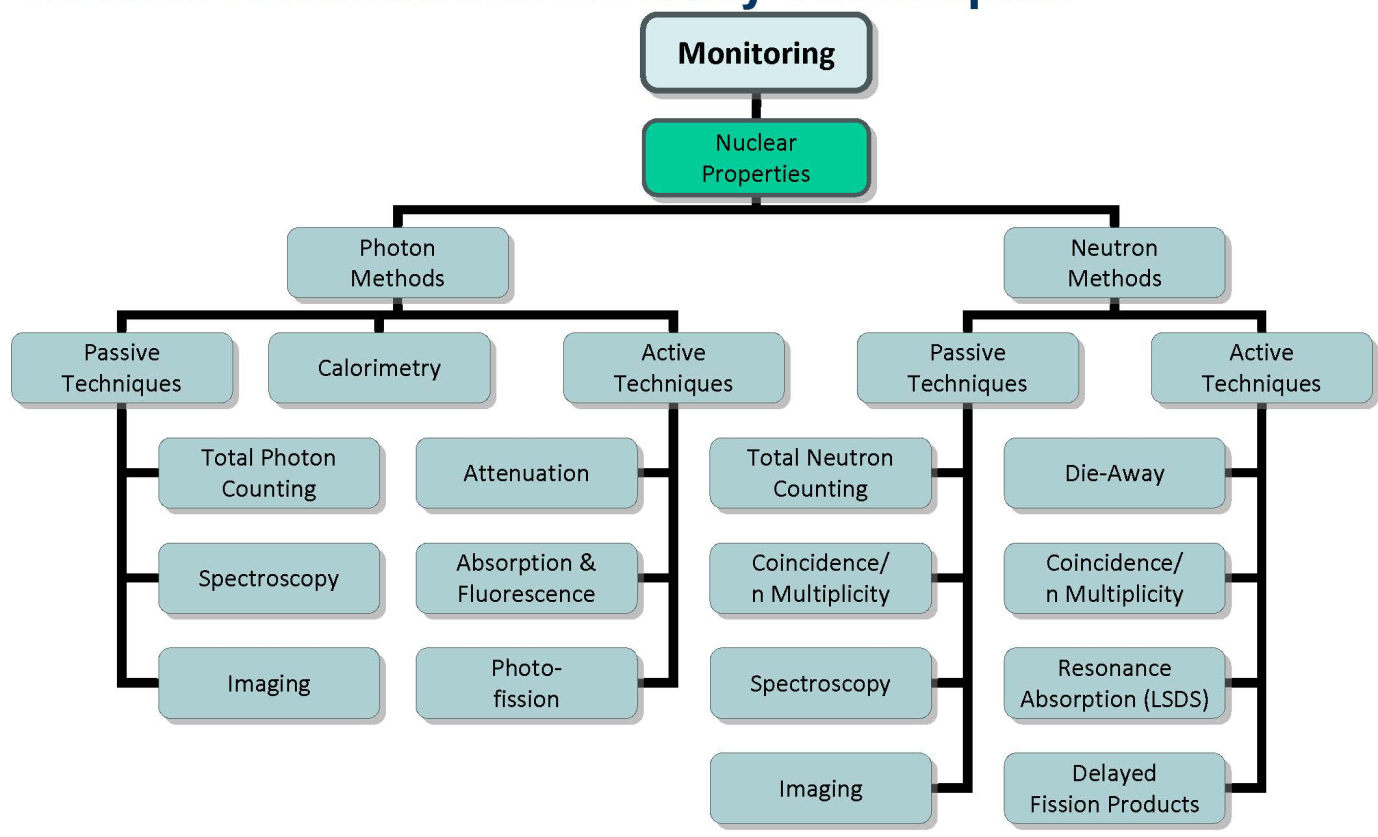 Monitoring
Nuclear
Properties
Photon
Methods
Neutron
Methods
Passive
Techniques
Calorimetry
Active
Techniques
Passive
Techniques
Active
Techniques
Total Photon
Counting
Attenuation
Total Neutron
Counting
Die-Away
Spectroscopy
Absorption &
Fluorescence
Coincidence/
n Multiplicity
Coincidence/
n Multiplicity
Imaging
Photo-
fission
Spectroscopy
Resonance
Absorption (LSDS)
Imaging
Delayed
Fission Products